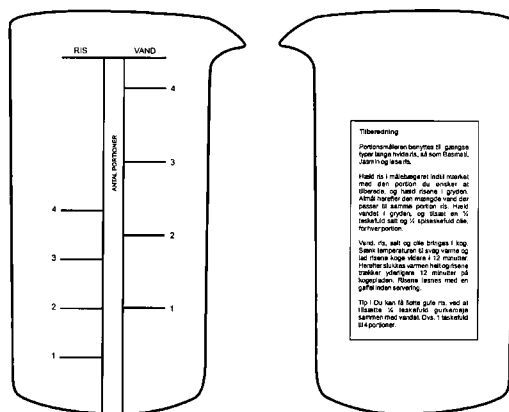 RIS VAND
4
ANTAL PORTIONER
3
4
2
3
2
1
1
Tilberedning
Portionsmåleren benyttes til gængse
typer lange hvide ris, så som Basmati,
Jasmin og løse ris.
Hæld ris i målebægeret indtil mærket
med den portion du ønsker at
tilberede, og hæld risene i gryden.
Afmål herefter den mængde vand der
passer til samme portion ris. Hæld
vandet i gryden, og tilsæt en
teskefuld salt og ¼ spiseskefuld olie,
for hver portion.
Vand, ris, salt og olie bringes i kog.
Sænk temperaturen til svag varme og
lad risene koge videre i 12 minutter.
Herefter slukkes varmen helt og risene
trækker yderligere 12 minutter på
kogepladen. Risene løsnes med en
gaffel inden servering.
Tip ! Du kan få flotte gule ris, ved at
tilsætte ¼ teskefuld gurkemeje
sammen med vandet. Dvs. 1 teskefuld
til 4 portioner.